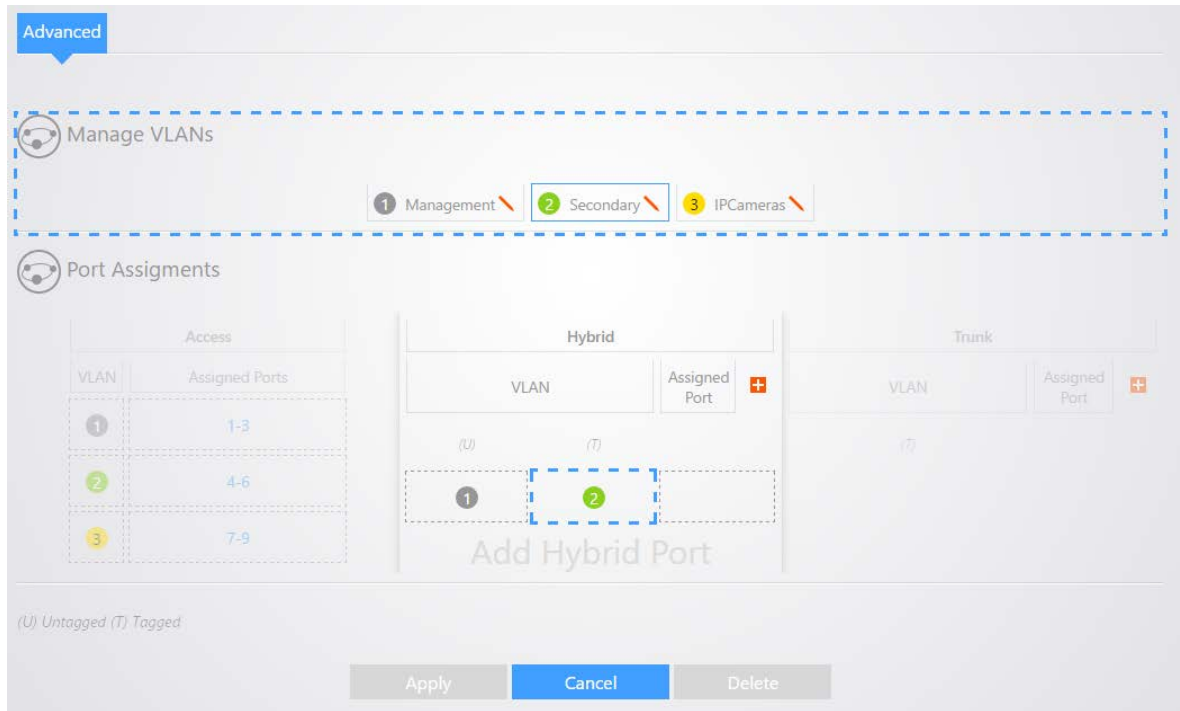 Advanced
Manage VLANs
1 Management 2 Secondary 3 IPCameras
Port Assigments
Access Hybrid Trunk
VLAN Assigned Ports VLAN Assigned Port VLAN Assigned Port
(U) (T) (T)
1 1-3
2 4-6
1 2
3 7-9
Add Hybrid Port
(U) Untagged (T) Tagged
Apply Cancel Delete